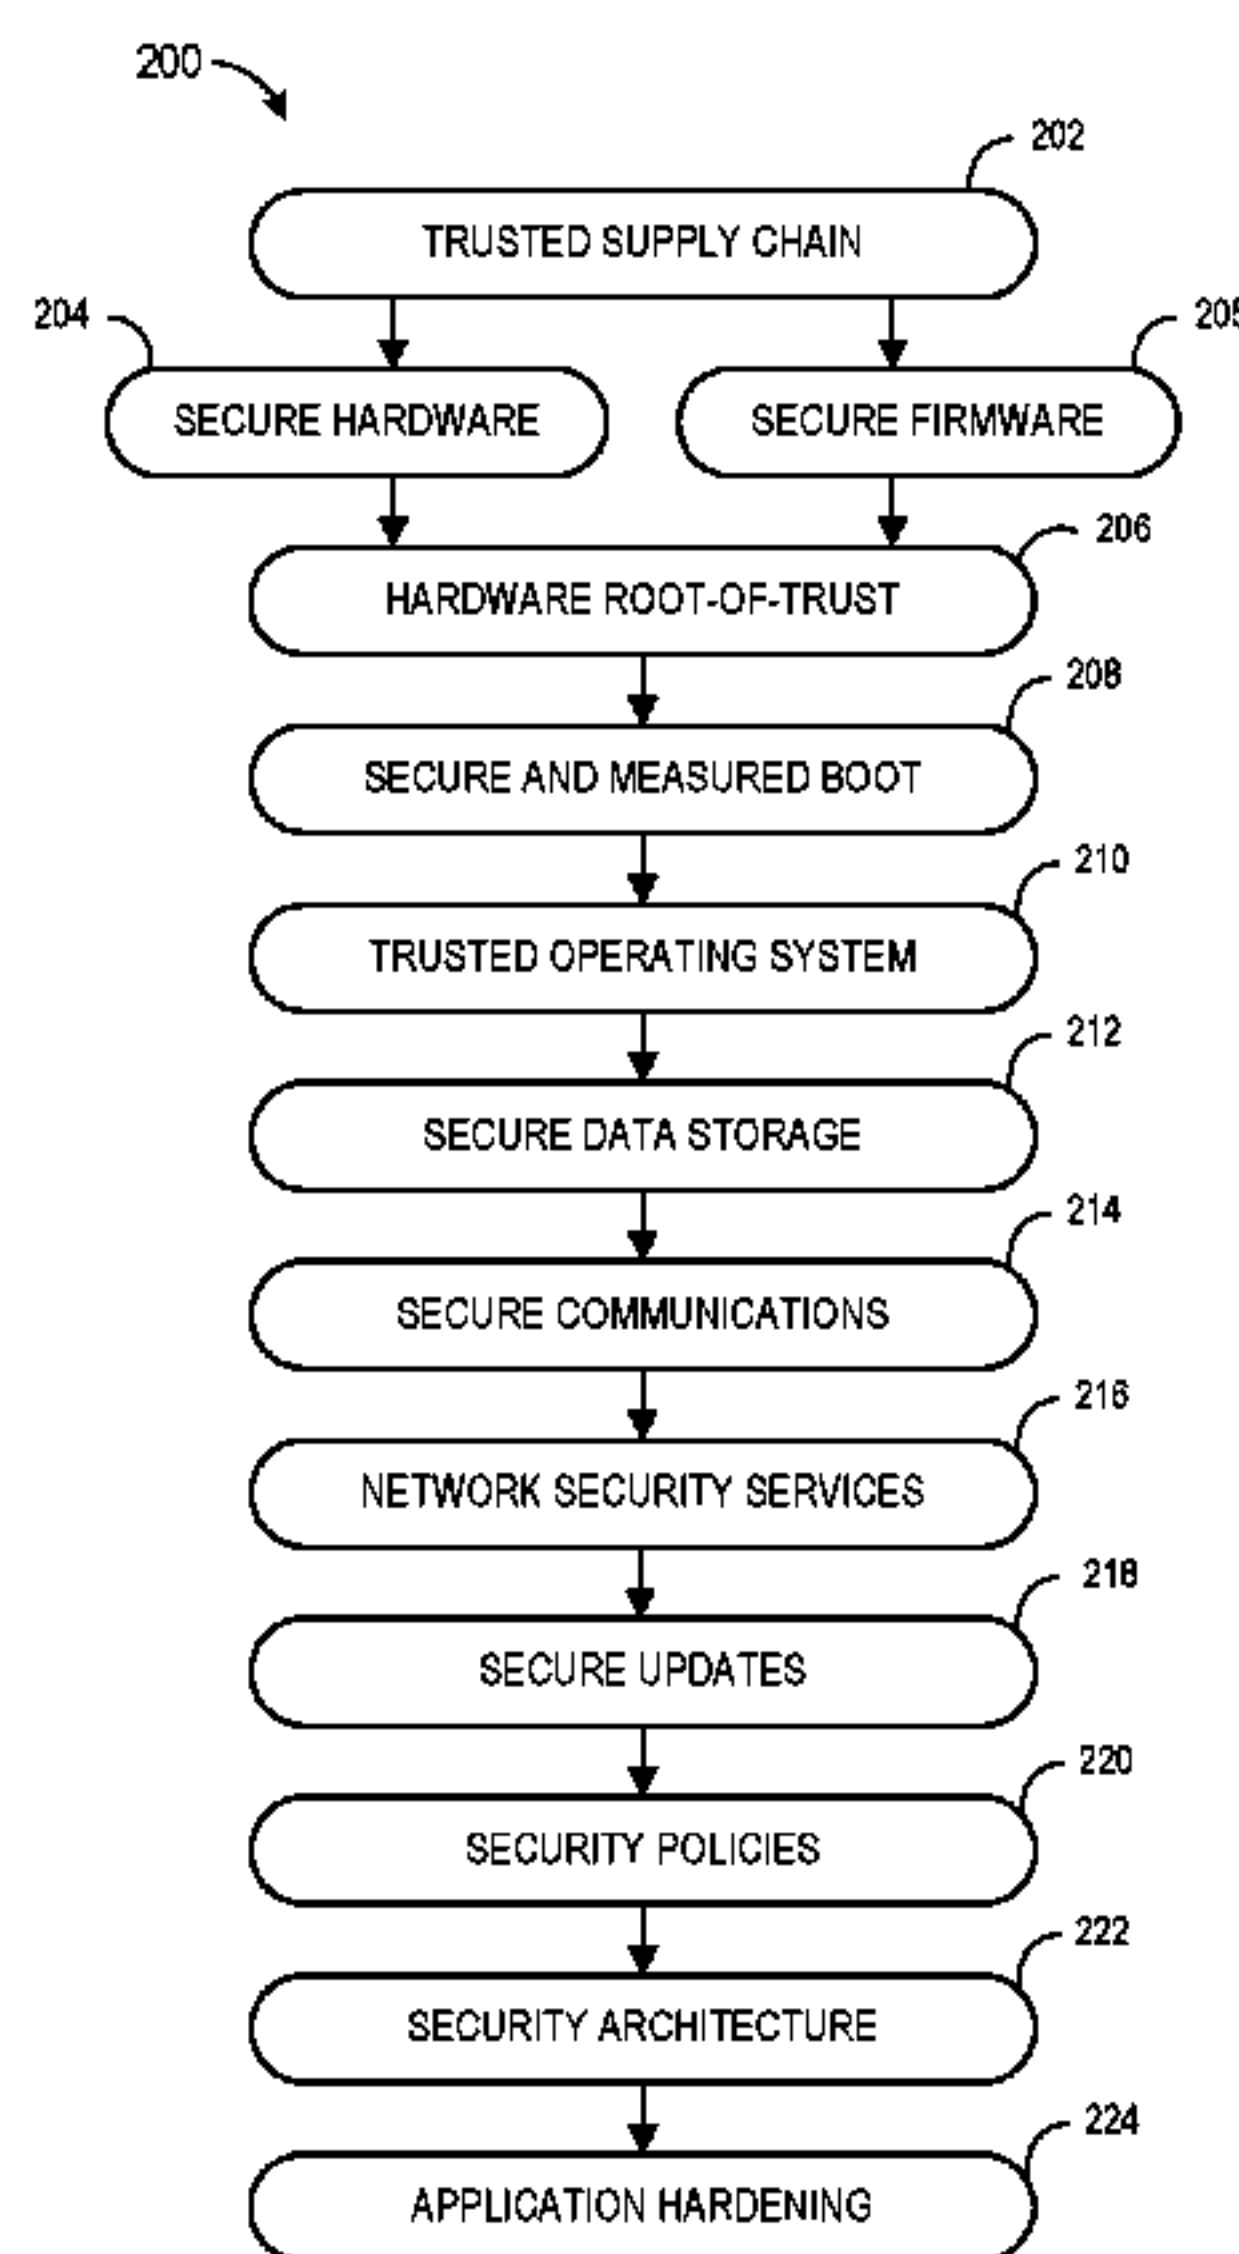 200
202
TRUSTED SUPPLY CHAIN
204
205
SECURE HARDWARE
SECURE FIRMWARE
206
HARDWARE ROOT-OF-TRUST
208
SECURE AND MEASURED BOOT
210
TRUSTED OPERATING SYSTEM
212
SECURE DATA STORAGE
214
SECURE COMMUNICATIONS
216
NETWORK SECURITY SERVICES
218
SECURE UPDATES
220
SECURITY POLICIES
222
SECURITY ARCHITECTURE
224
APPLICATION HARDENING